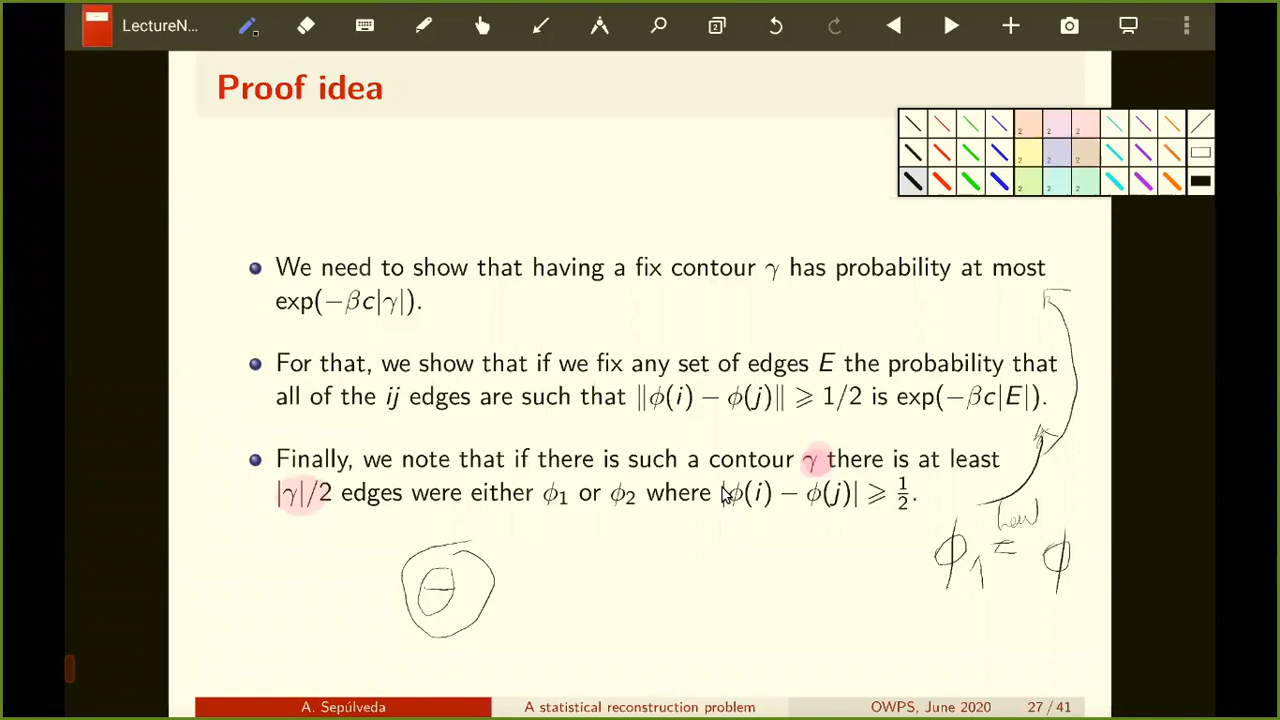 LectureN...
Proof idea
We need to show that having a fix contour γ has probability at most
exp(−βc|γ|).
For that, we show that if we fix any set of edges E the probability that
all of the ij edges are such that ‖ϕ(i) − ϕ(j)‖ ⩾ 1/2 is exp(−βc|E|).
Finally, we note that if there is such a contour γ there is at least
|γ|/2 edges were either ϕ₁ or ϕ₂ where |ϕ(i) − ϕ(j)| ⩾ 1/2.
law
ϕ₁ = ϕ
Θ
A. Sepúlveda
A statistical reconstruction problem
OWPS, June 2020
27 / 41